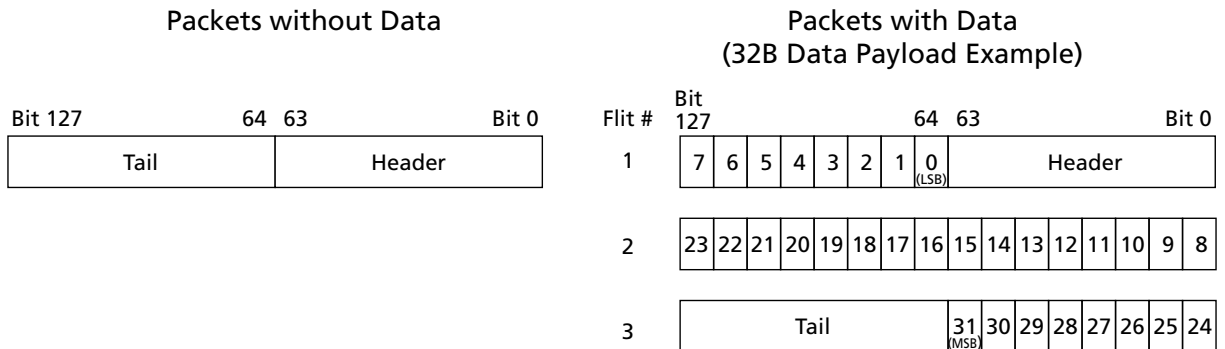 Packets without Data
Bit 127 64 63 Bit 0
Tail Header
Packets with Data
(32B Data Payload Example)
Flit # Bit 127 64 63 Bit 0
1 7 6 5 4 3 2 1 0 (LSB) Header
2 23 22 21 20 19 18 17 16 15 14 13 12 11 10 9 8
3 Tail 31 (MSB) 30 29 28 27 26 25 24